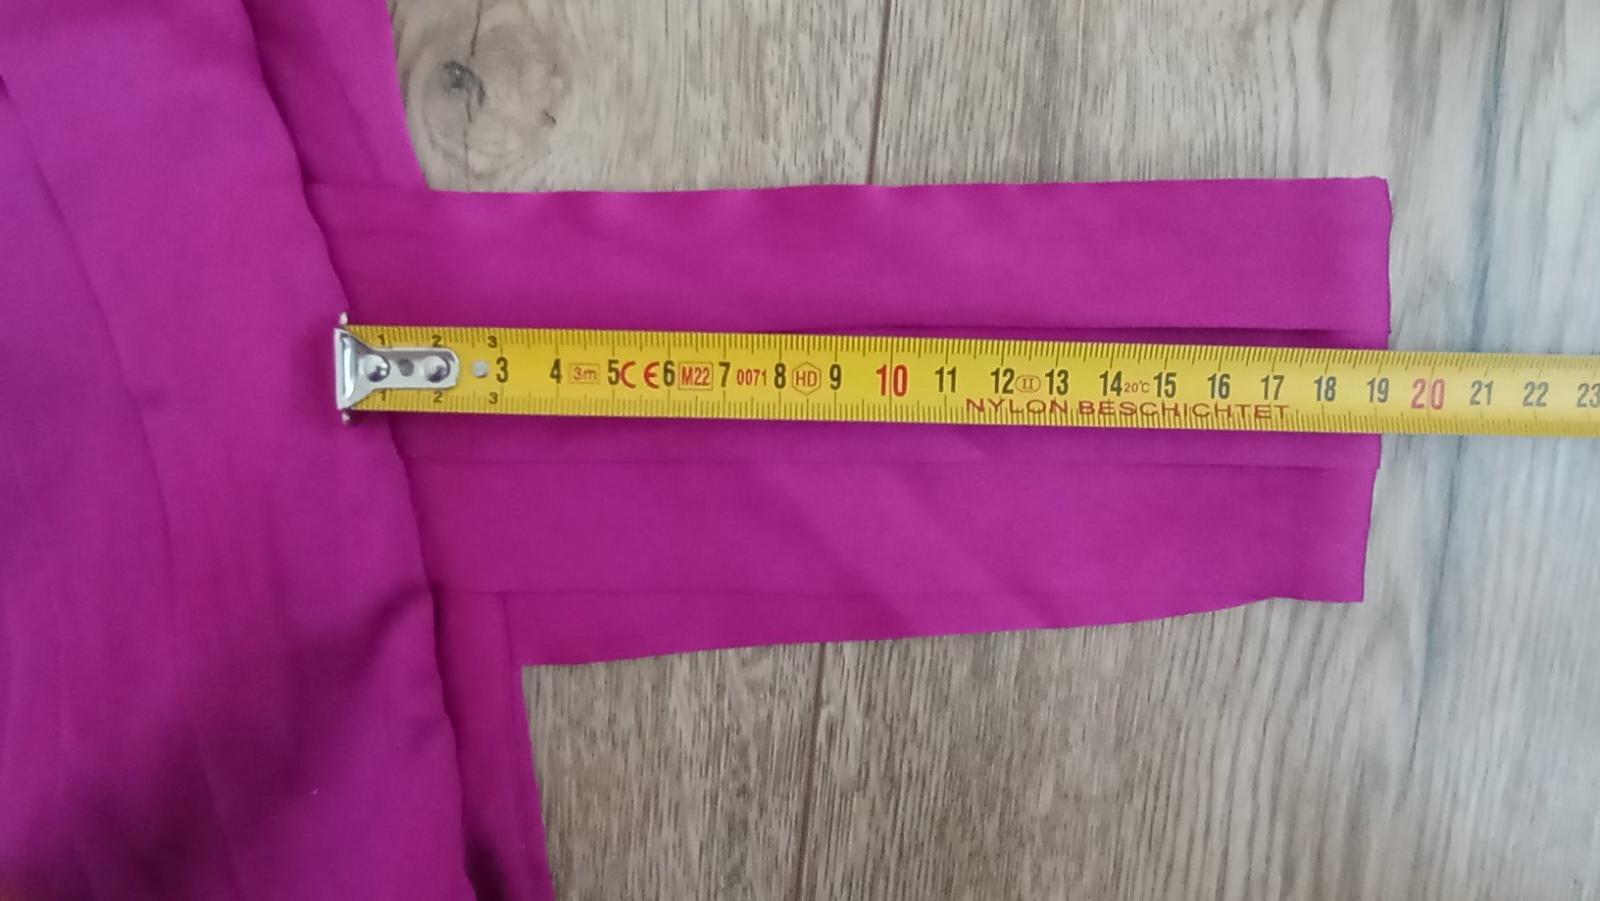 1 2 3
3 4 3m 5 CE 6 M22 7 0071 8 HD 9 10 11 12 II 13 14 20°C 15 16 17 18 19 20 21 22 23
1 2 3
NYLON BESCHICHTET